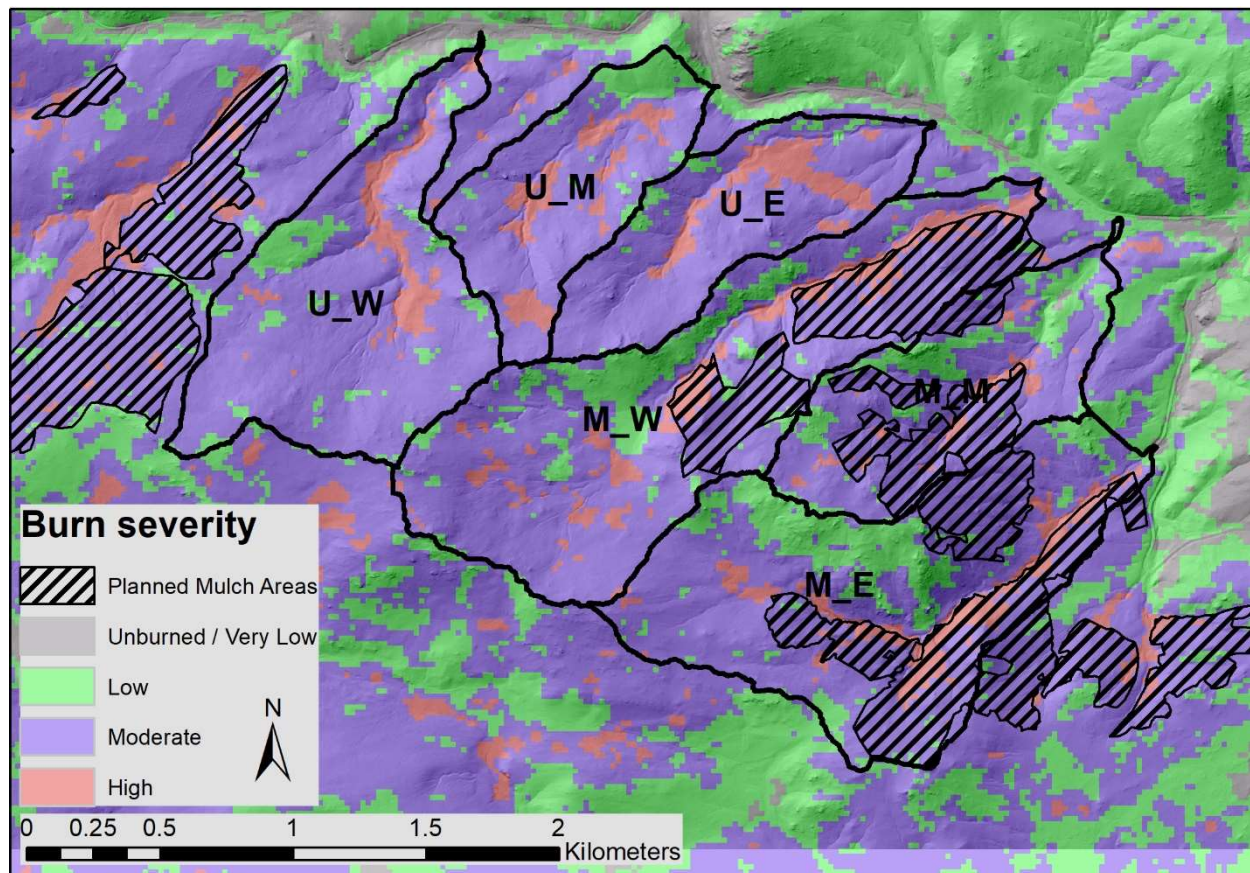 U_M
U_E
U_W
M_M
M_W
M_E
Burn severity
Planned Mulch Areas
Unburned / Very Low
Low
Moderate
High
N
0 0.25 0.5 1 1.5 2
Kilometers